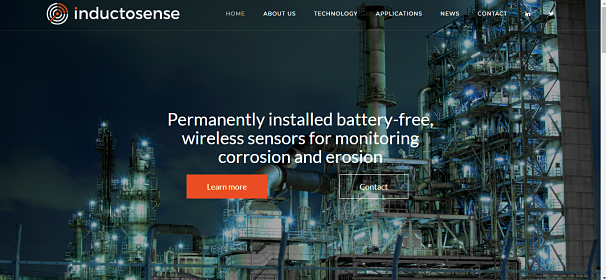 inductosense
HOME ABOUT US TECHNOLOGY APPLICATIONS NEWS CONTACT in
Permanently installed battery-free,
wireless sensors for monitoring
corrosion and erosion
Learn more Contact